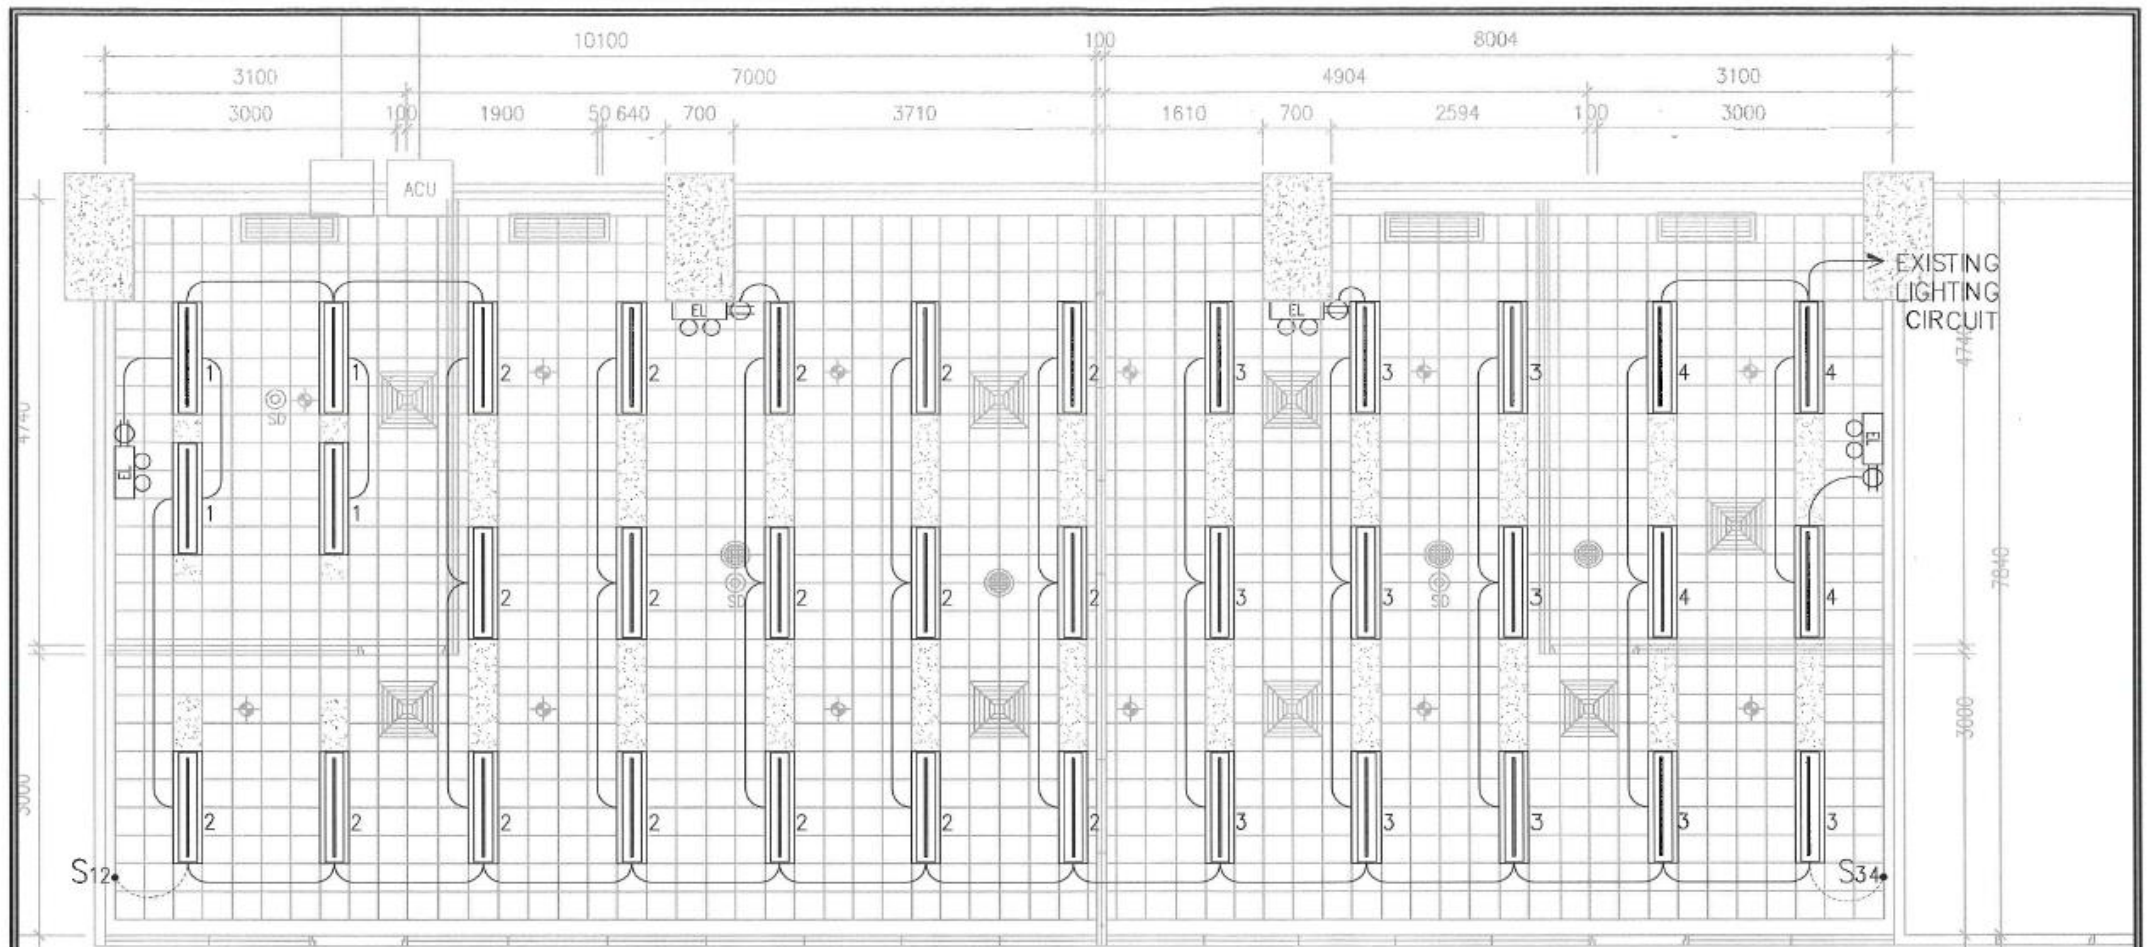 10100 100 8004
3100 7000 4904 3100
3000 100 1900 50 640 700 3710 1610 700 2594 100 3000
ACU
EXISTING
LIGHTING
CIRCUIT
EL EL
4740
1 1 2 2 2 2 2 3 3 3 4 4
SD
4740
EL
EL
1 1
7840
2 2 2 2 2 3 3 3 4 4
SD SD
3000
3000
2 2 2 2 2 2 2 3 3 3 3 3
S12 S34